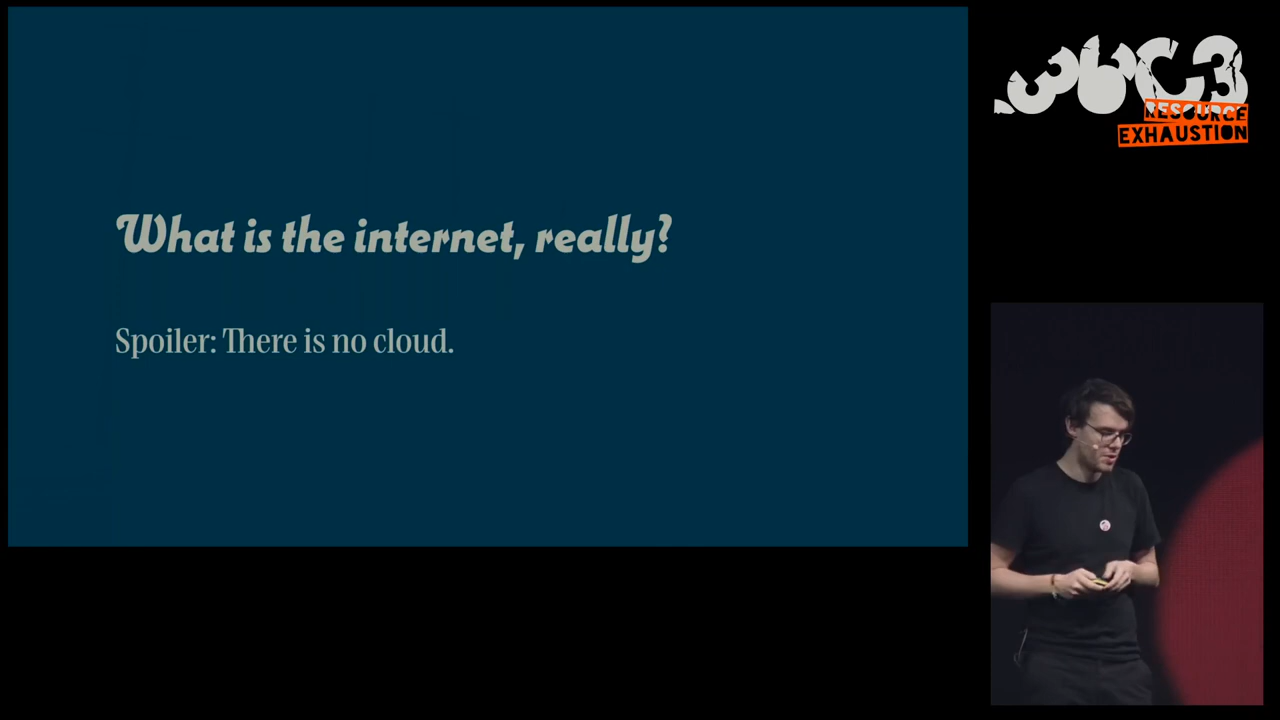 What is the internet, really?
Spoiler: There is no cloud.
36C3
RESOURCE
EXHAUSTION